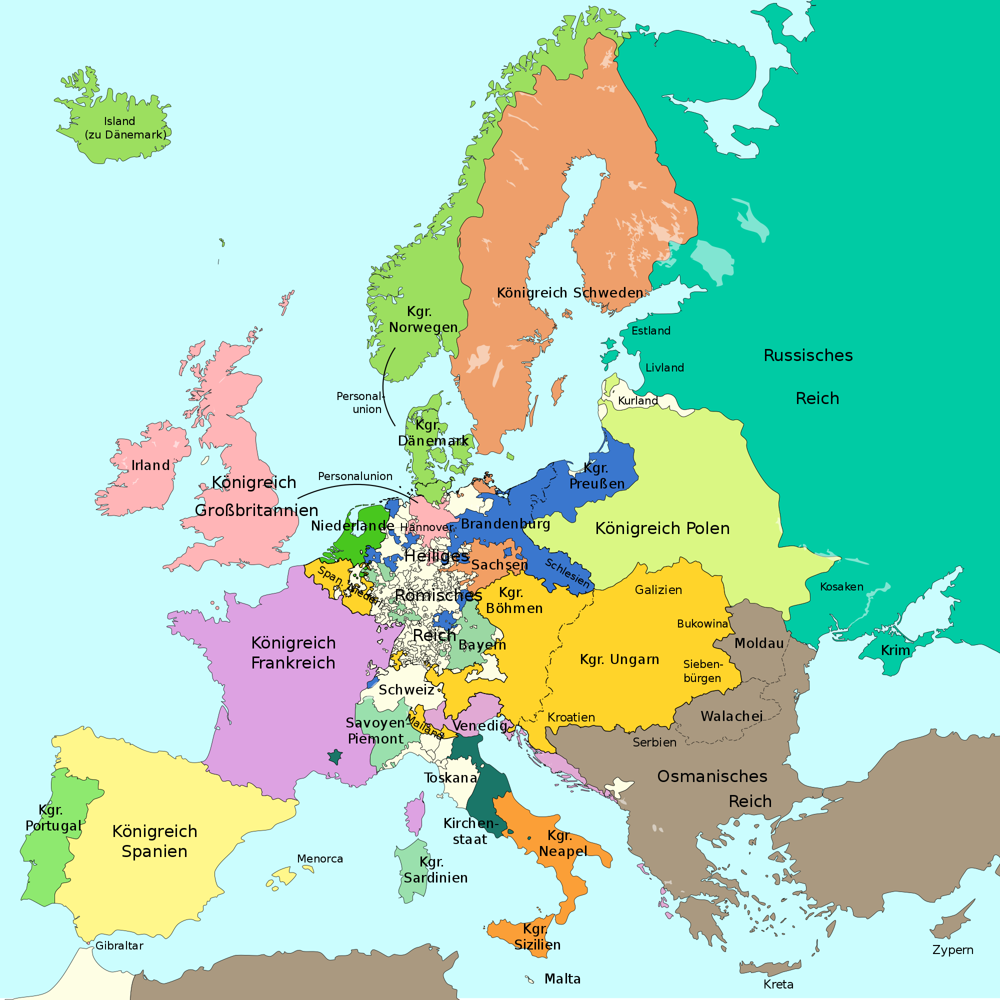 Island
(zu Dänemark)
Königreich Schweden
Kgr.
Norwegen
Estland
Russisches
Livland
Personal-
union
Reich
Kurland
Kgr.
Dänemark
Irland
Königreich
Personalunion
Kgr.
Preußen
Großbritannien
Niederlande
Hannover
Brandenburg
Königreich Polen
Heiliges
Sachsen
Schlesien
Span. Niederl.
Kosaken
Galizien
Römisches
Kgr.
Böhmen
Bukowina
Reich
Bayern
Moldau
Königreich
Frankreich
Krim
Kgr. Ungarn
Sieben-
bürgen
Schweiz
Savoyen-
Piemont
Mailand
Venedig
Kroatien
Walachei
Serbien
Toskana
Osmanisches
Reich
Kgr.
Portugal
Königreich
Spanien
Kirchen-
staat
Kgr.
Neapel
Menorca
Kgr.
Sardinien
Kgr.
Sizilien
Gibraltar
Zypern
Malta
Kreta